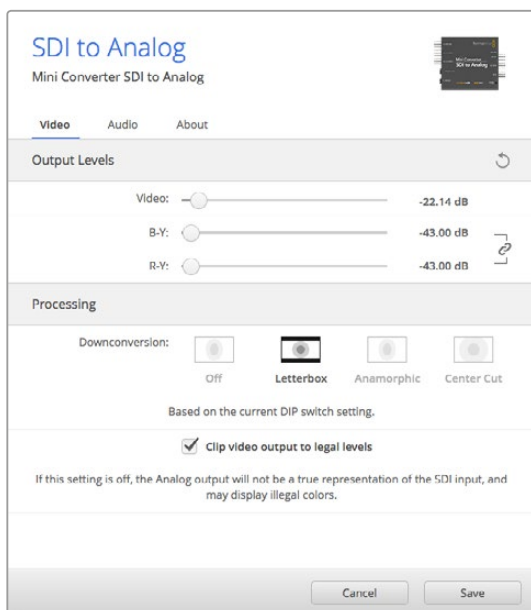 SDI to Analog
Mini Converter SDI to Analog
Video Audio About
Output Levels
Video: -22.14 dB
B-Y: -43.00 dB
R-Y: -43.00 dB
Processing
Downconversion:
Off Letterbox Anamorphic Center Cut
Based on the current DIP switch setting.
Clip video output to legal levels
If this setting is off, the Analog output will not be a true representation of the SDI input, and
may display illegal colors.
Cancel Save